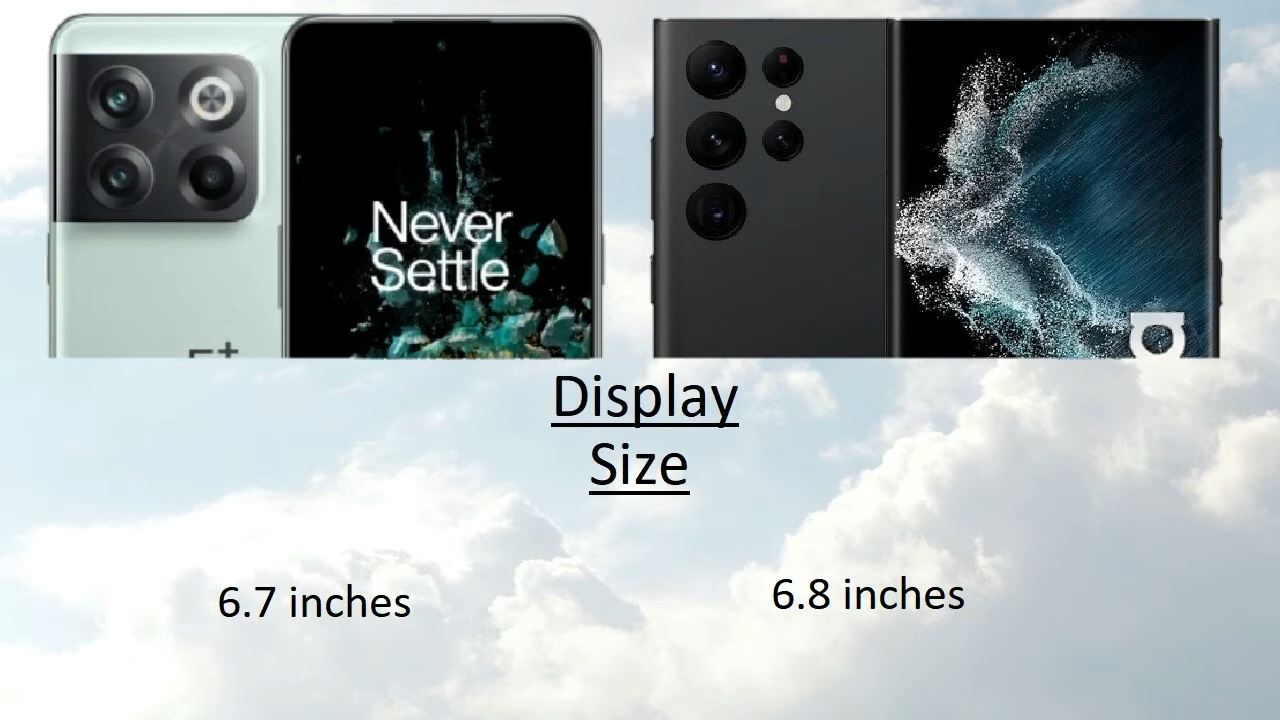 Never
Settle
Display
Size
6.7 inches
6.8 inches